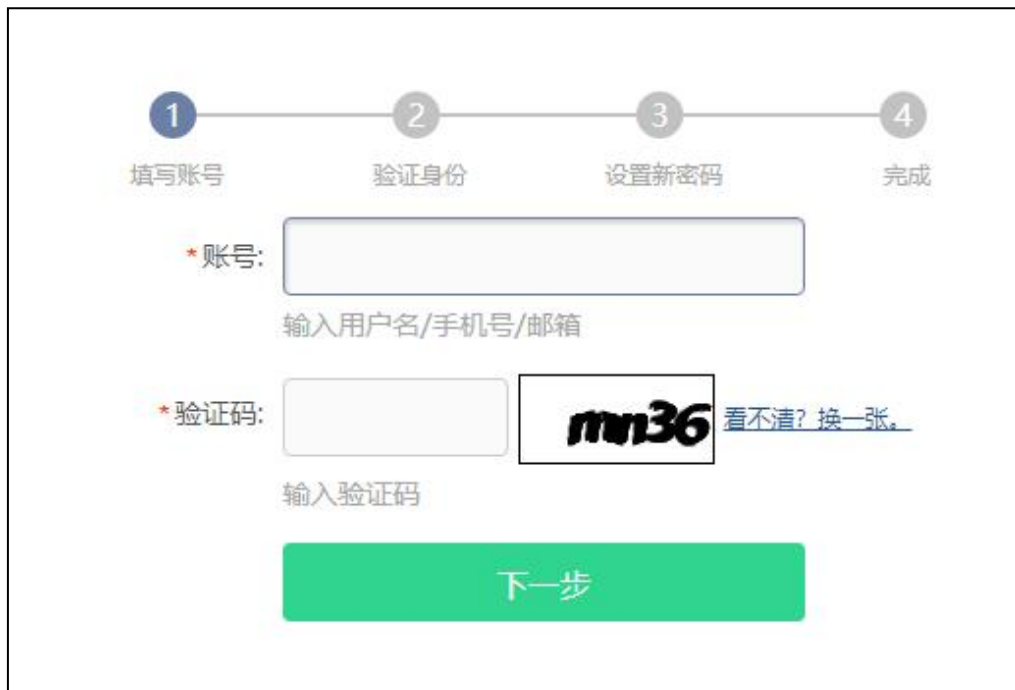 1 2 3 4
填写账号 验证身份 设置新密码 完成
*账号:
输入用户名/手机号/邮箱
*验证码: mn36 看不清？换一张。
输入验证码
下一步